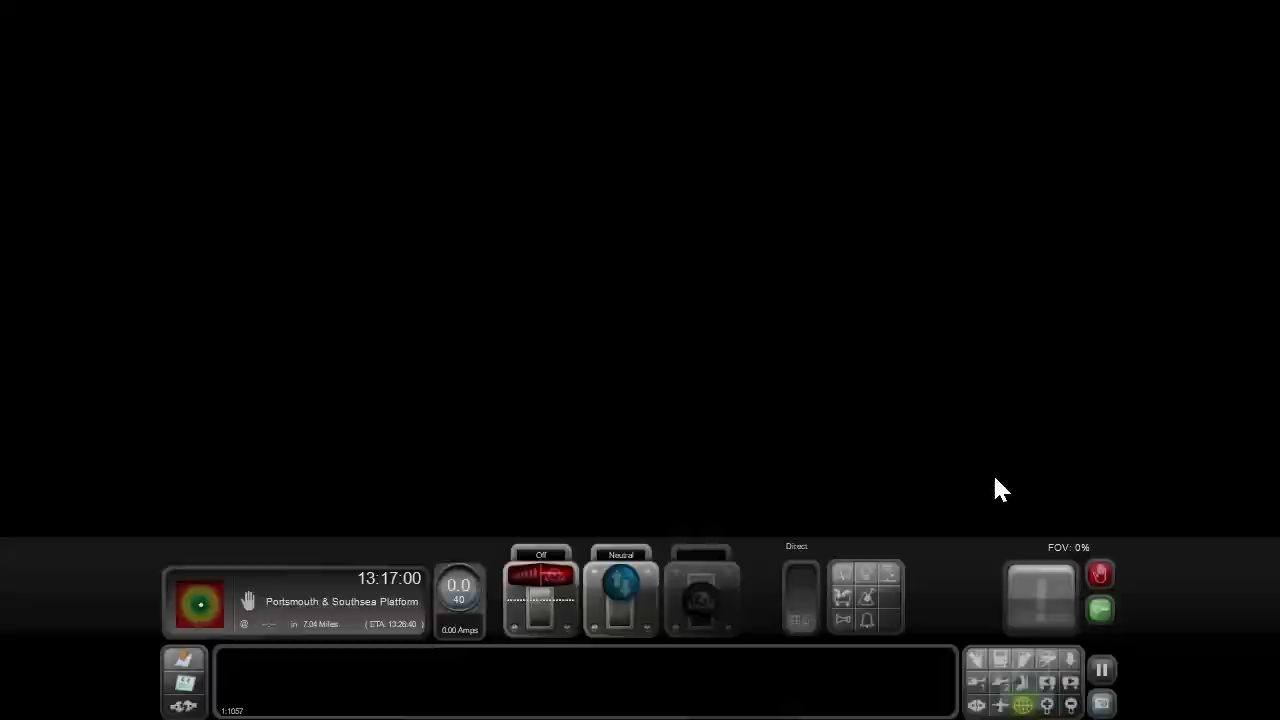 Off
Neutral
Direct
FOV: 0%
13:17:00
0.0
40
Portsmouth & Southsea Platform
@ --:-- in 7.04 Miles ( ETA: 13:26:40 )
0.00 Amps
1:1057